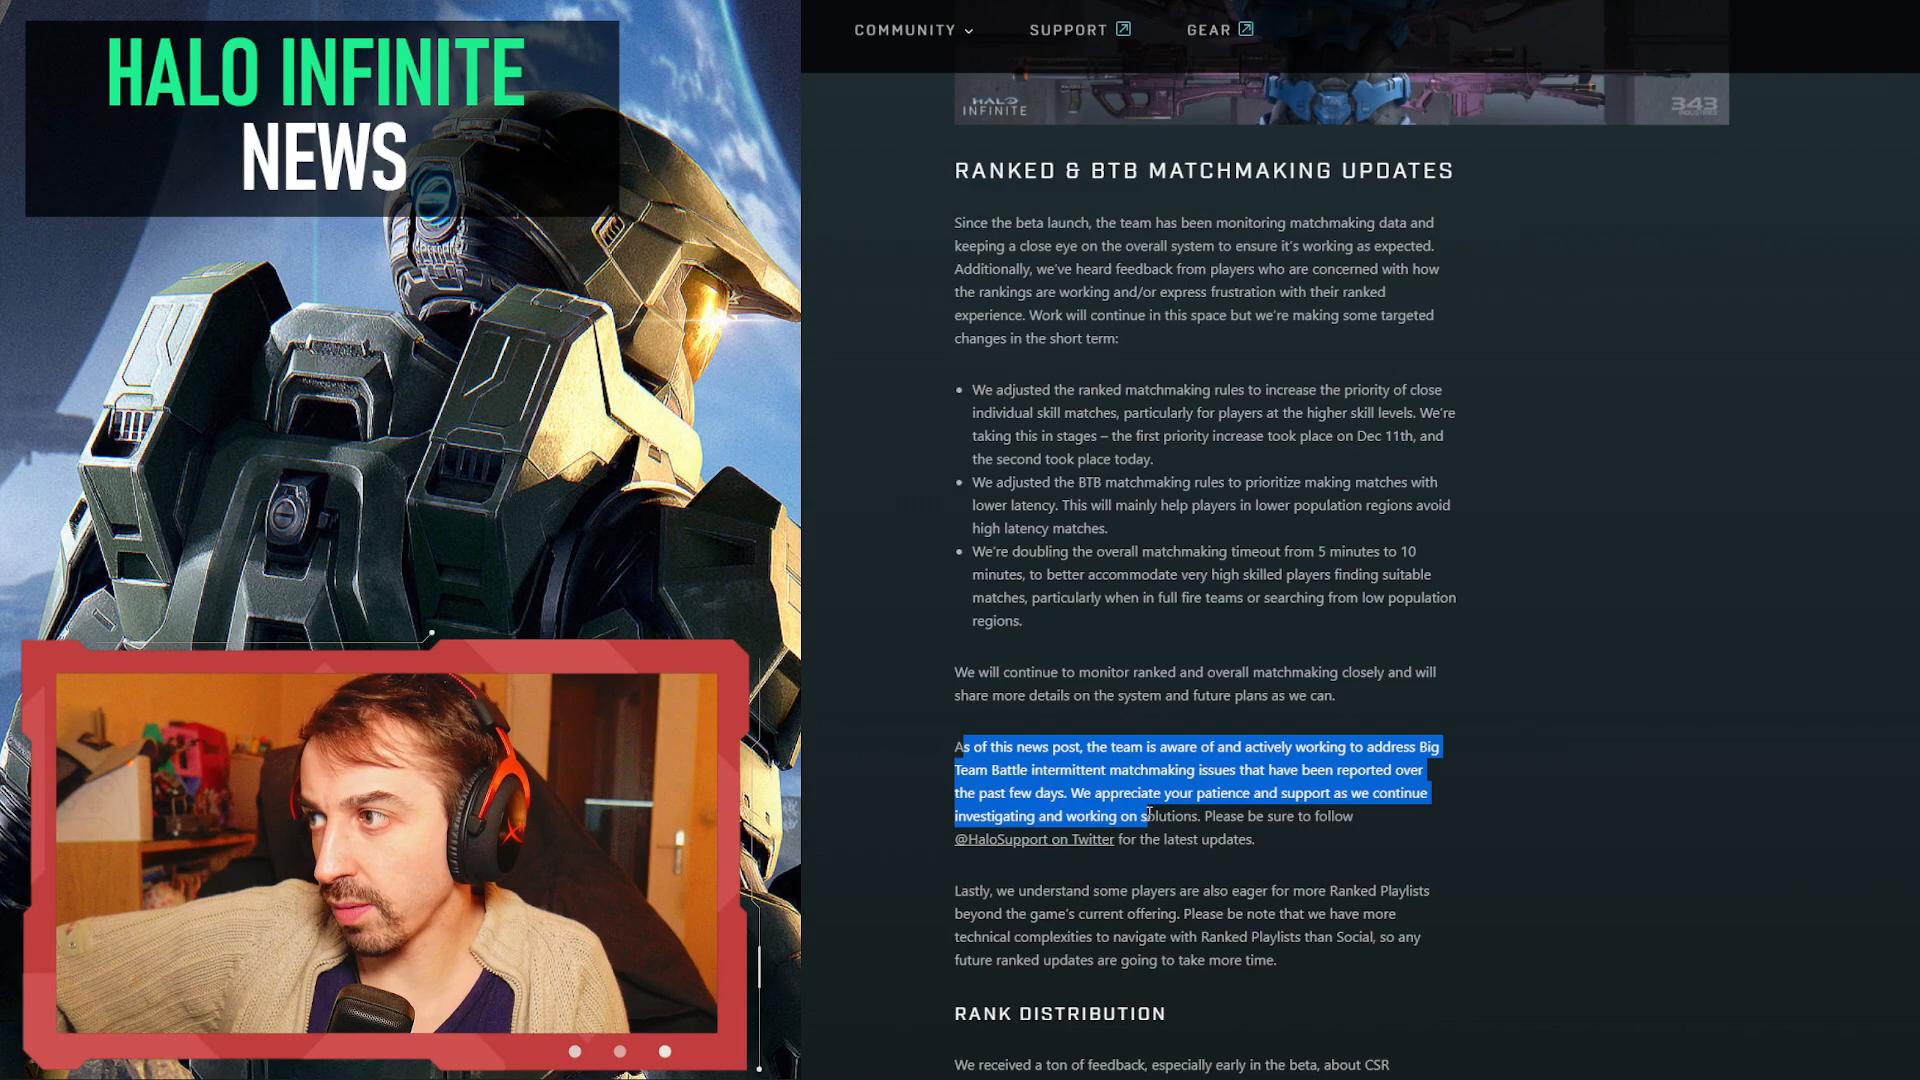 HALO INFINITE
NEWS
COMMUNITY
SUPPORT
GEAR
HALO
INFINITE
343
INDUSTRIES
RANKED & BTB MATCHMAKING UPDATES
Since the beta launch, the team has been monitoring matchmaking data and
keeping a close eye on the overall system to ensure it's working as expected.
Additionally, we've heard feedback from players who are concerned with how
the rankings are working and/or express frustration with their ranked
experience. Work will continue in this space but we're making some targeted
changes in the short term:
• We adjusted the ranked matchmaking rules to increase the priority of close
individual skill matches, particularly for players at the higher skill levels. We're
taking this in stages – the first priority increase took place on Dec 11th, and
the second took place today.
• We adjusted the BTB matchmaking rules to prioritize making matches with
lower latency. This will mainly help players in lower population regions avoid
high latency matches.
• We're doubling the overall matchmaking timeout from 5 minutes to 10
minutes, to better accommodate very high skilled players finding suitable
matches, particularly when in full fire teams or searching from low population
regions.
We will continue to monitor ranked and overall matchmaking closely and will
share more details on the system and future plans as we can.
As of this news post, the team is aware of and actively working to address Big
Team Battle intermittent matchmaking issues that have been reported over
the past few days. We appreciate your patience and support as we continue
investigating and working on solutions. Please be sure to follow
@HaloSupport on Twitter for the latest updates.
Lastly, we understand some players are also eager for more Ranked Playlists
beyond the game's current offering. Please be note that we have more
technical complexities to navigate with Ranked Playlists than Social, so any
future ranked updates are going to take more time.
RANK DISTRIBUTION
We received a ton of feedback, especially early in the beta, about CSR